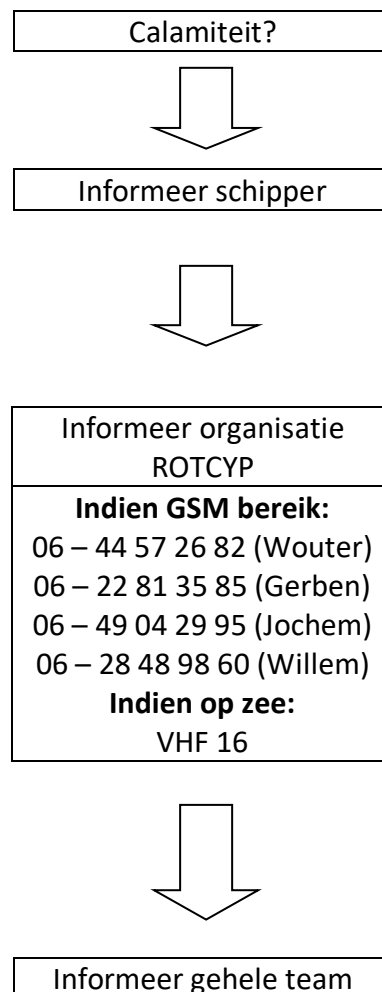 Calamiteit?
Informeer schipper
Informeer organisatie
ROTCYP
Indien GSM bereik:
06 – 44 57 26 82 (Wouter)
06 – 22 81 35 85 (Gerben)
06 – 49 04 29 95 (Jochem)
06 – 28 48 98 60 (Willem)
Indien op zee:
VHF 16
Informeer gehele team